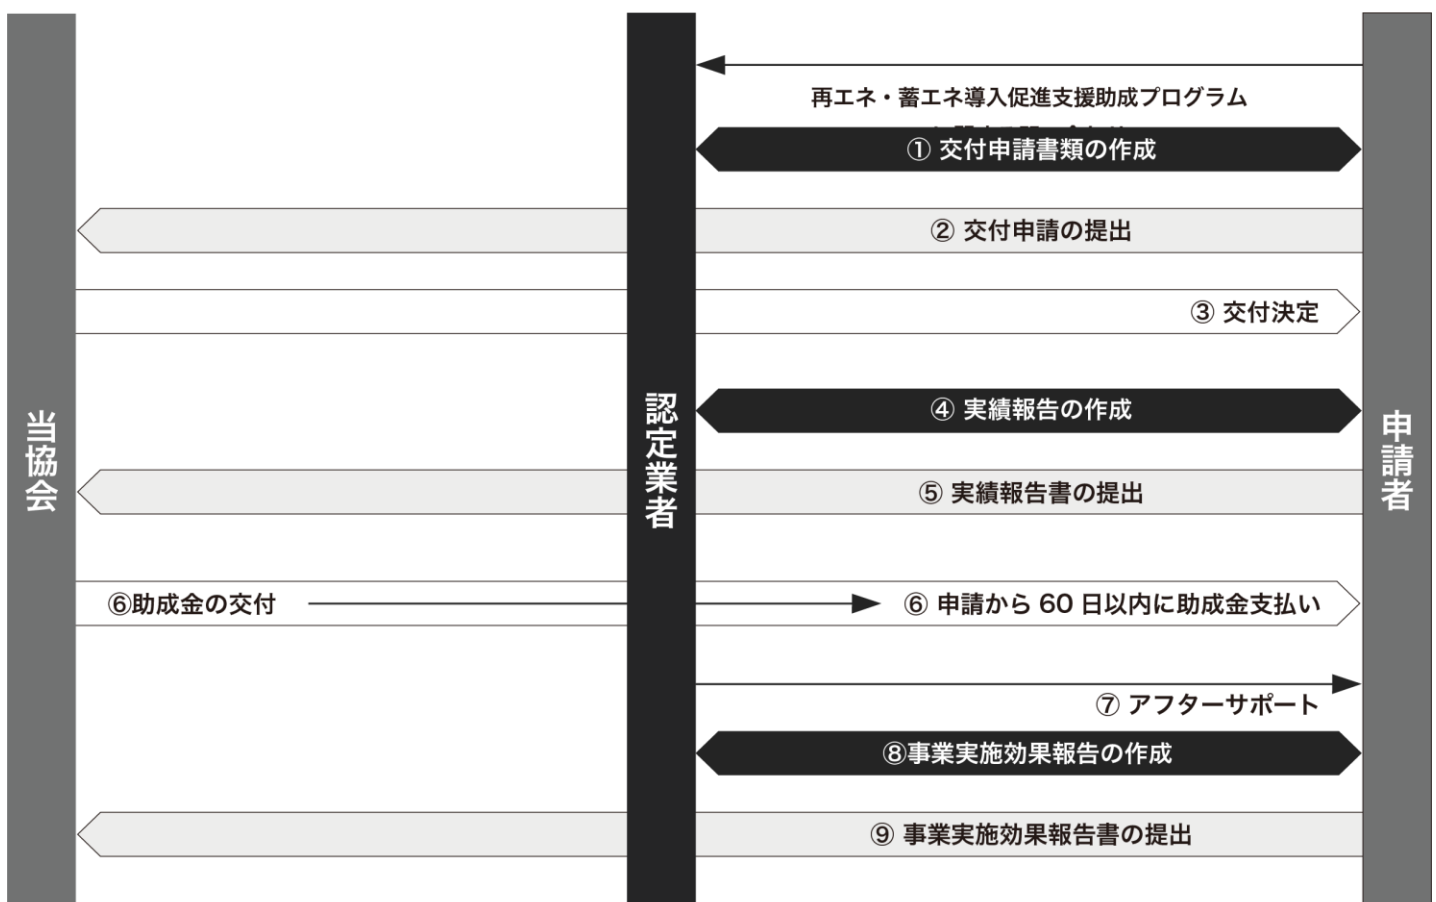 再エネ・蓄エネ導入促進支援助成プログラム
① 交付申請書類の作成
② 交付申請の提出
③ 交付決定
④ 実績報告の作成
⑤ 実績報告書の提出
⑥助成金の交付
⑥ 申請から 60 日以内に助成金支払い
⑦ アフターサポート
⑧事業実施効果報告の作成
⑨ 事業実施効果報告書の提出
当協会
認定業者
申請者